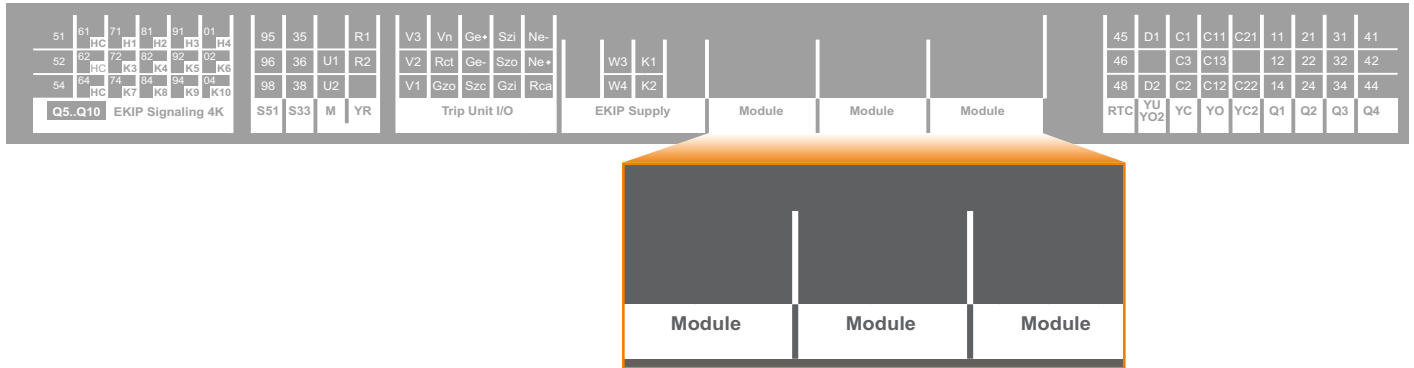 51 61 HC 71 H1 81 H2 91 H3 01 H4 95 35 R1 V3 Vn Ge+ Szi Ne- 45 D1 C1 C11 C21 11 21 31 41
52 62 HC 72 K3 82 K4 92 K5 02 K6 96 36 U1 R2 V2 Rct Ge- Szo Ne+ W3 K1 46 C3 C13 12 22 32 42
54 64 HC 74 K7 84 K8 94 K9 04 K10 98 38 U2 V1 Gzo Szc Gzi Rca W4 K2 48 D2 C2 C12 C22 14 24 34 44
Q5..Q10 EKIP Signaling 4K S51 S33 M YR Trip Unit I/O EKIP Supply Module Module Module RTC YU YO2 YC YO YC2 Q1 Q2 Q3 Q4
Module Module Module